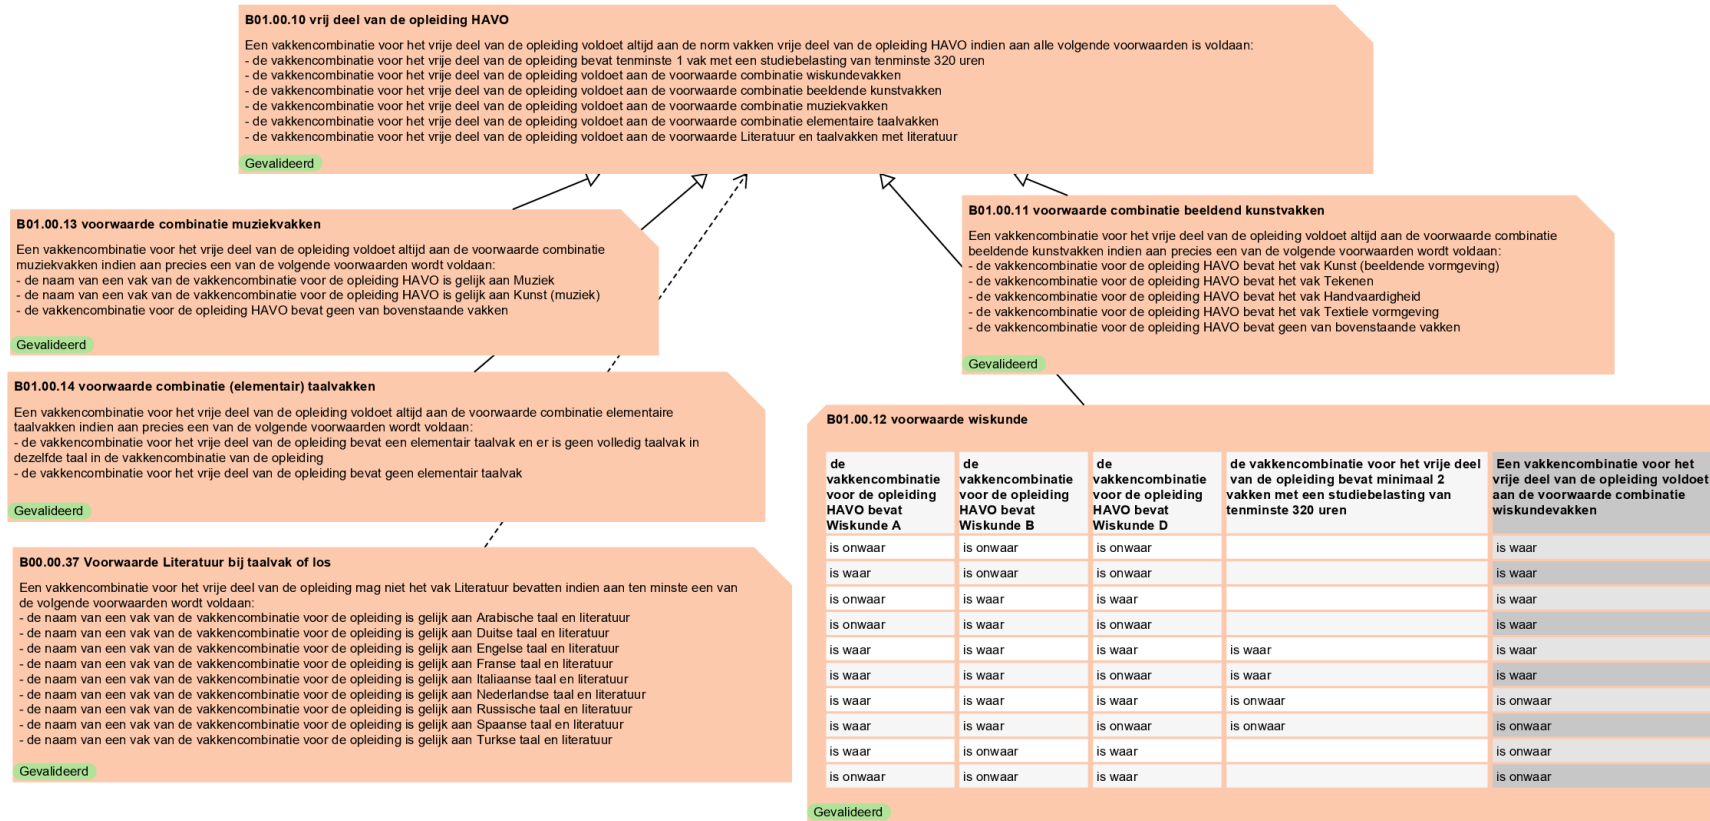 B01.00.10 vrij deel van de opleiding HAVO
Een vakkencombinatie voor het vrije deel van de opleiding voldoet altijd aan de norm vakken vrije deel van de opleiding HAVO indien aan alle volgende voorwaarden is voldaan:
- de vakkencombinatie voor het vrije deel van de opleiding bevat tenminste 1 vak met een studiebelasting van tenminste 320 uren
- de vakkencombinatie voor het vrije deel van de opleiding voldoet aan de voorwaarde combinatie wiskundevakken
- de vakkencombinatie voor het vrije deel van de opleiding voldoet aan de voorwaarde combinatie beeldende kunstvakken
- de vakkencombinatie voor het vrije deel van de opleiding voldoet aan de voorwaarde combinatie muziekvakken
- de vakkencombinatie voor het vrije deel van de opleiding voldoet aan de voorwaarde combinatie elementaire taalvakken
- de vakkencombinatie voor het vrije deel van de opleiding voldoet aan de voorwaarde Literatuur en taalvakken met literatuur
Gevalideerd
B01.00.13 voorwaarde combinatie muziekvakken
Een vakkencombinatie voor het vrije deel van de opleiding voldoet altijd aan de voorwaarde combinatie
muziekvakken indien aan precies een van de volgende voorwaarden wordt voldaan:
- de naam van een vak van de vakkencombinatie voor de opleiding HAVO is gelijk aan Muziek
- de naam van een vak van de vakkencombinatie voor de opleiding HAVO is gelijk aan Kunst (muziek)
- de vakkencombinatie voor de opleiding HAVO bevat geen van bovenstaande vakken
Gevalideerd
B01.00.11 voorwaarde combinatie beeldend kunstvakken
Een vakkencombinatie voor het vrije deel van de opleiding voldoet altijd aan de voorwaarde combinatie
beeldende kunstvakken indien aan precies een van de volgende voorwaarden wordt voldaan:
- de vakkencombinatie voor de opleiding HAVO bevat het vak Kunst (beeldende vormgeving)
- de vakkencombinatie voor de opleiding HAVO bevat het vak Tekenen
- de vakkencombinatie voor de opleiding HAVO bevat het vak Handvaardigheid
- de vakkencombinatie voor de opleiding HAVO bevat het vak Textiele vormgeving
- de vakkencombinatie voor de opleiding HAVO bevat geen van bovenstaande vakken
Gevalideerd
B01.00.14 voorwaarde combinatie (elementair) taalvakken
Een vakkencombinatie voor het vrije deel van de opleiding voldoet altijd aan de voorwaarde combinatie elementaire
taalvakken indien aan precies een van de volgende voorwaarden wordt voldaan:
- de vakkencombinatie voor het vrije deel van de opleiding bevat een elementair taalvak en er is geen volledig taalvak in
dezelfde taal in de vakkencombinatie van de opleiding
- de vakkencombinatie voor het vrije deel van de opleiding bevat geen elementair taalvak
Gevalideerd
B00.00.37 Voorwaarde Literatuur bij taalvak of los
Een vakkencombinatie voor het vrije deel van de opleiding mag niet het vak Literatuur bevatten indien aan ten minste een van
de volgende voorwaarden wordt voldaan:
- de naam van een vak van de vakkencombinatie voor de opleiding is gelijk aan Arabische taal en literatuur
- de naam van een vak van de vakkencombinatie voor de opleiding is gelijk aan Duitse taal en literatuur
- de naam van een vak van de vakkencombinatie voor de opleiding is gelijk aan Engelse taal en literatuur
- de naam van een vak van de vakkencombinatie voor de opleiding is gelijk aan Franse taal en literatuur
- de naam van een vak van de vakkencombinatie voor de opleiding is gelijk aan Italiaanse taal en literatuur
- de naam van een vak van de vakkencombinatie voor de opleiding is gelijk aan Nederlandse taal en literatuur
- de naam van een vak van de vakkencombinatie voor de opleiding is gelijk aan Russische taal en literatuur
- de naam van een vak van de vakkencombinatie voor de opleiding is gelijk aan Spaanse taal en literatuur
- de naam van een vak van de vakkencombinatie voor de opleiding is gelijk aan Turkse taal en literatuur
Gevalideerd
B01.00.12 voorwaarde wiskunde
de
vakkencombinatie
voor de opleiding
HAVO bevat
Wiskunde A
de
vakkencombinatie
voor de opleiding
HAVO bevat
Wiskunde B
de
vakkencombinatie
voor de opleiding
HAVO bevat
Wiskunde D
de vakkencombinatie voor het vrije deel
van de opleiding bevat minimaal 2
vakken met een studiebelasting van
tenminste 320 uren
Een vakkencombinatie voor het
vrije deel van de opleiding voldoet
aan de voorwaarde combinatie
wiskundevakken
is onwaar is onwaar is onwaar is waar
is waar is onwaar is onwaar is waar
is onwaar is waar is waar is waar
is onwaar is waar is onwaar is waar
is waar is waar is waar is waar is waar
is waar is waar is onwaar is waar is waar
is waar is waar is waar is onwaar is onwaar
is waar is waar is onwaar is onwaar is onwaar
is waar is onwaar is waar is onwaar
is onwaar is onwaar is waar is onwaar
Gevalideerd